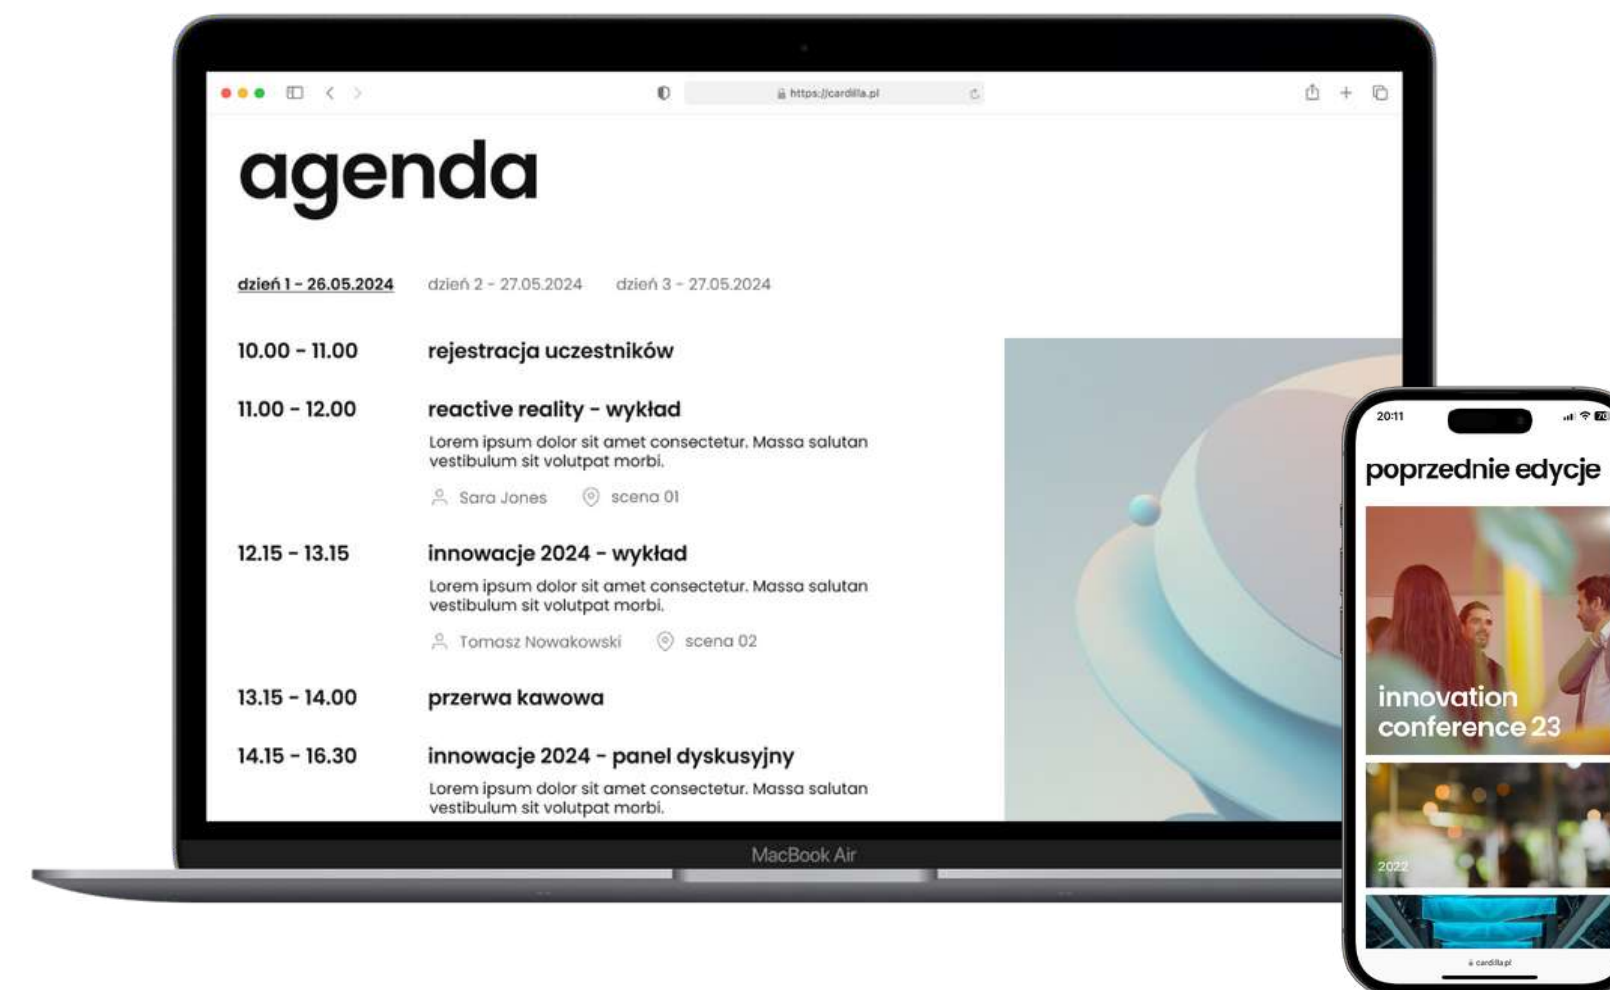 https://cardilla.pl
agenda
dzień 1 - 26.05.2024 dzień 2 - 27.05.2024 dzień 3 - 27.05.2024
10.00 - 11.00 rejestracja uczestników
11.00 - 12.00 reactive reality - wykład
Lorem ipsum dolor sit amet consectetur. Massa salutan
vestibulum sit volutpat morbi.
Sara Jones scena 01
12.15 - 13.15 innowacje 2024 - wykład
Lorem ipsum dolor sit amet consectetur. Massa salutan
vestibulum sit volutpat morbi.
Tomasz Nowakowski scena 02
13.15 - 14.00 przerwa kawowa
14.15 - 16.30 innowacje 2024 - panel dyskusyjny
Lorem ipsum dolor sit amet consectetur. Massa salutan
vestibulum sit volutpat morbi.
MacBook Air
20:11 70
poprzednie edycje
innovation
conference 23
2022
cardilla.pl